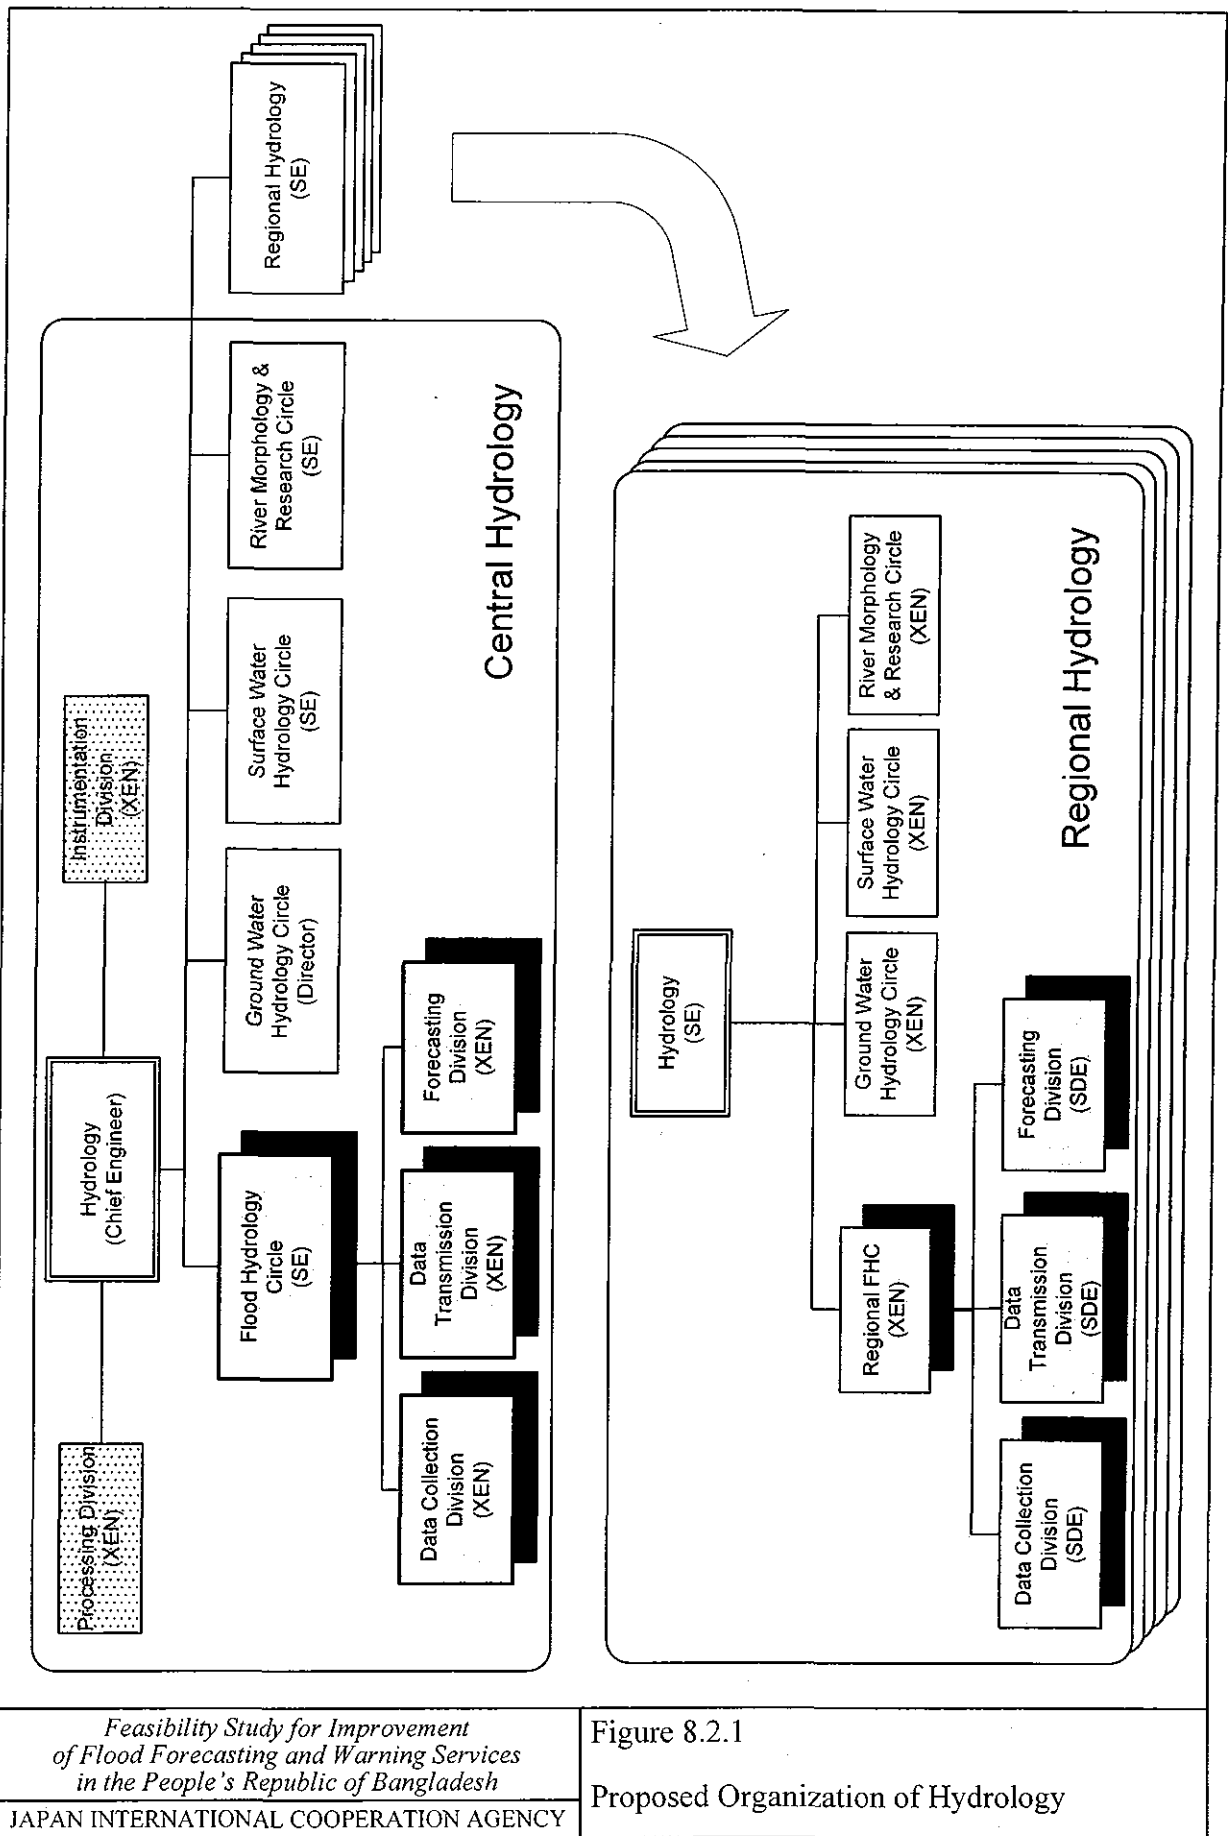 Hydrology
(Chief Engineer)
Processing Division
(XEN)
Instrumentation
Division
(XEN)
Flood Hydrology
Circle
(SE)
Ground Water
Hydrology Circle
(Director)
Surface Water
Hydrology Circle
(SE)
River Morphology &
Research Circle
(SE)
Regional Hydrology
(SE)
Data Collection
Division
(XEN)
Data
Transmission
Division
(XEN)
Forecasting
Division
(XEN)
Central Hydrology
Hydrology
(SE)
Regional FHC
(XEN)
Ground Water
Hydrology Circle
(XEN)
Surface Water
Hydrology Circle
(XEN)
River Morphology
& Research Circle
(XEN)
Data Collection
Division
(SDE)
Data
Transmission
Division
(SDE)
Forecasting
Division
(SDE)
Regional Hydrology
Feasibility Study for Improvement
of Flood Forecasting and Warning Services
in the People's Republic of Bangladesh
JAPAN INTERNATIONAL COOPERATION AGENCY
Figure 8.2.1
Proposed Organization of Hydrology